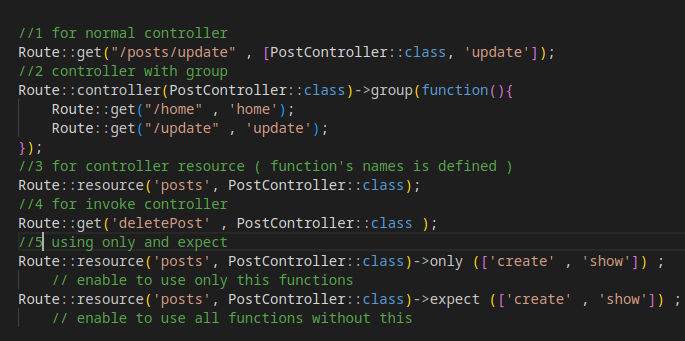 //1 for normal controller
Route::get("/posts/update" , [PostController::class, 'update']);
//2 controller with group
Route::controller(PostController::class)->group(function(){
    Route::get("/home" , 'home');
    Route::get("/update" , 'update');
});
//3 for controller resource ( function's names is defined )
Route::resource('posts', PostController::class);
//4 for invoke controller
Route::get('deletePost' , PostController::class );
//5 using only and expect
Route::resource('posts', PostController::class)->only (['create' , 'show']) ;
    // enable to use only this functions
Route::resource('posts', PostController::class)->expect (['create' , 'show']) ;
    // enable to use all functions without this